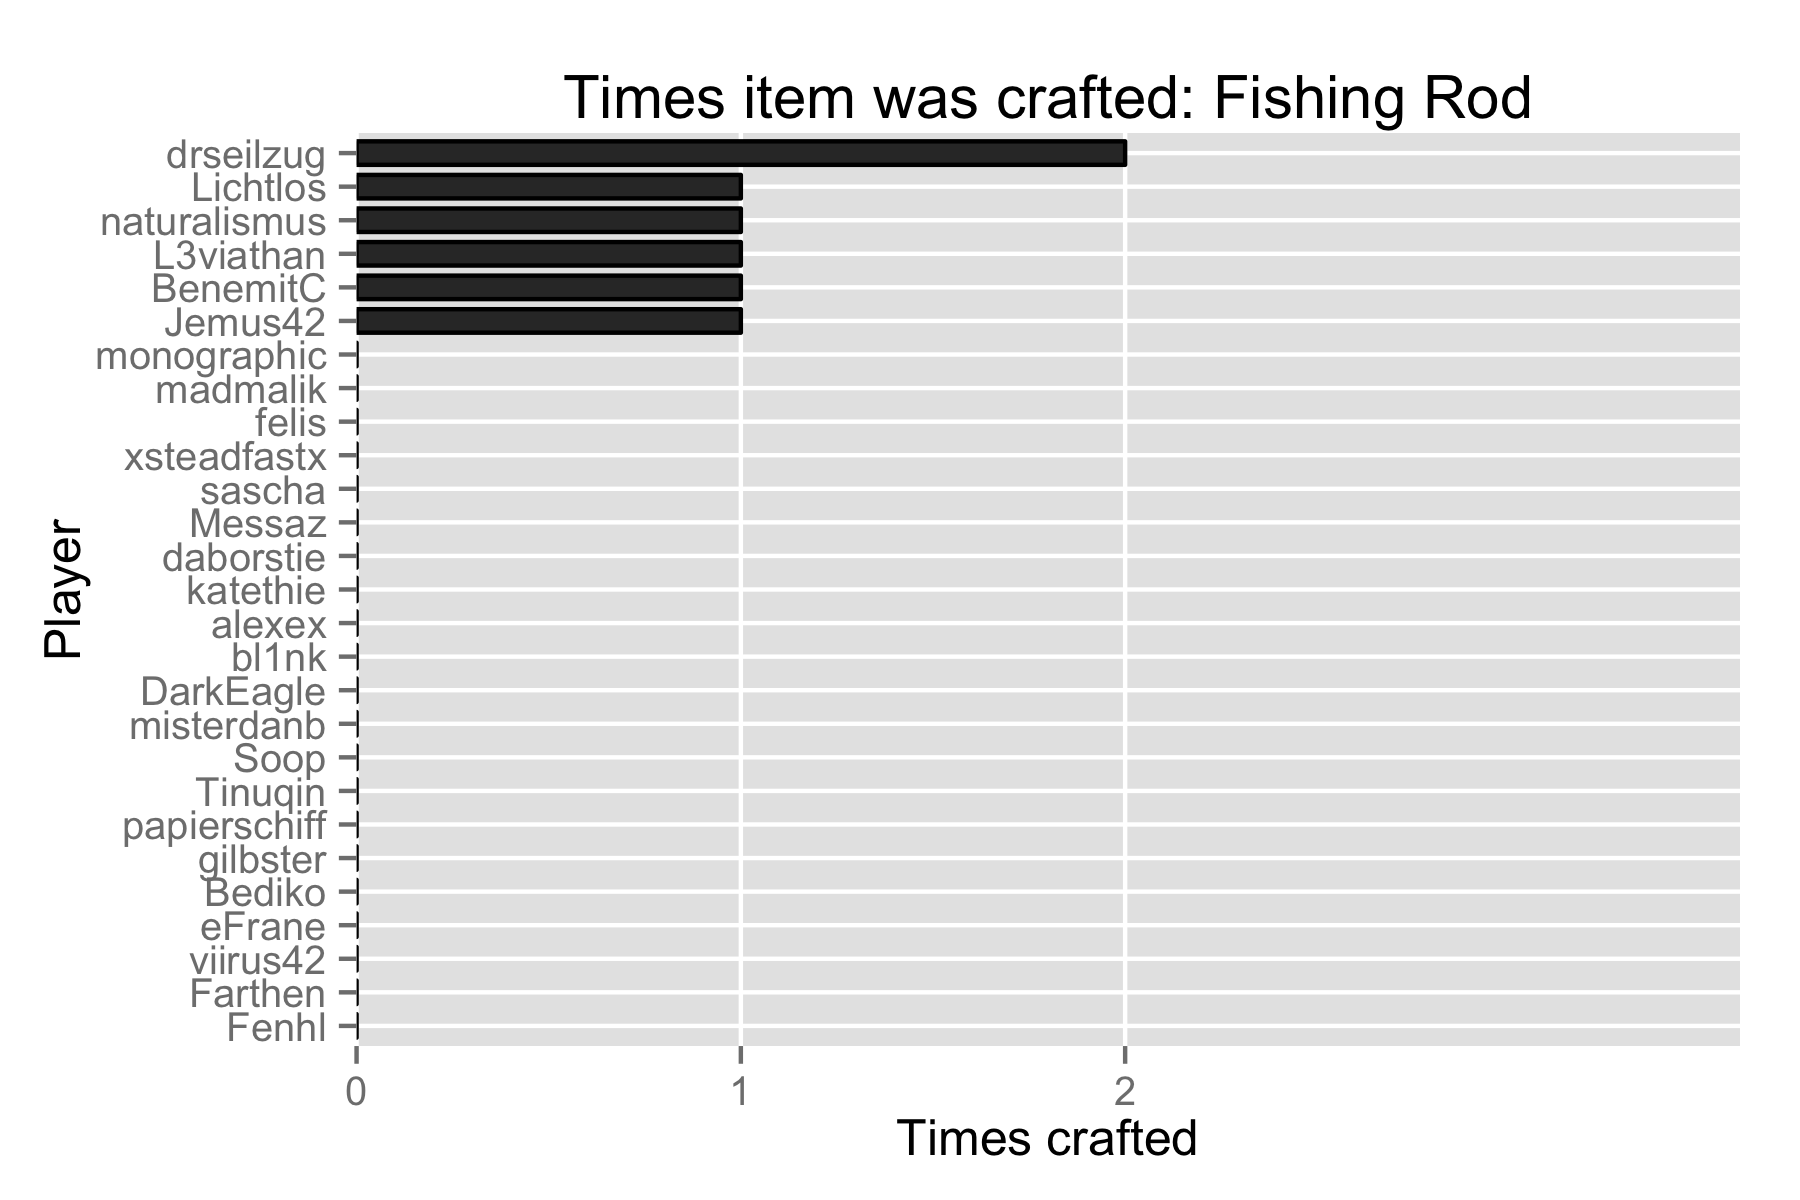 Times item was crafted: Fishing Rod
drseilzug
Lichtlos
naturalismus
L3viathan
BenemitC
Jemus42
monographic
madmalik
felis
xsteadfastx
sascha
Messaz
daborstie
katethie
alexex
bl1nk
DarkEagle
misterdanb
Soop
Tinuqin
papierschiff
gilbster
Bediko
eFrane
viirus42
Farthen
Fenhl
Player
0 1 2
Times crafted